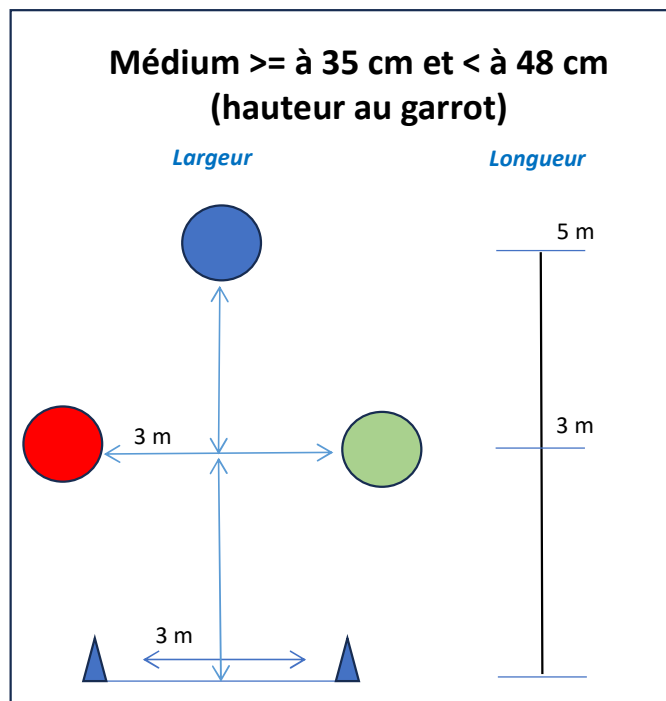 Médium >= à 35 cm et < à 48 cm
(hauteur au garrot)
Largeur
Longueur
5 m
3 m
3 m
3 m